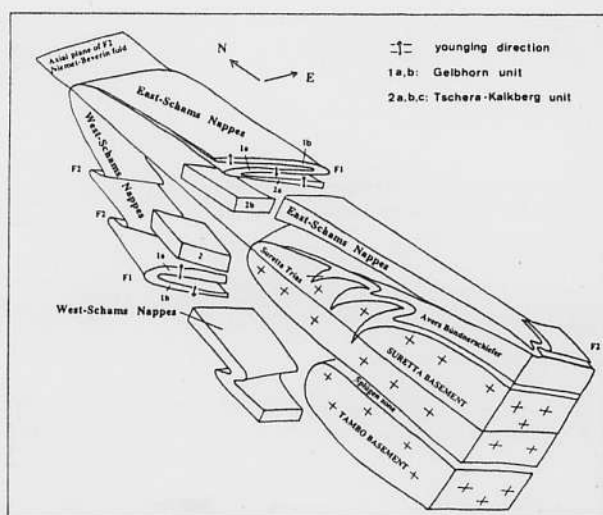 Axial plane of F2
Niemet-Beverin fold
N
E
younging direction
1a,b: Gelbhorn unit
2a,b,c: Tschera-Kalkberg unit
East-Schams Nappes
1b
1a
F1
2a
2b
West-Schams Nappes
F2
F2
East-Schams Nappes
2
1a
F1
1b
Suretta Trias
Avers Bündnerschiefer
F2
West-Schams Nappes
SURETTA BASEMENT
Splügen zone
TAMBO BASEMENT